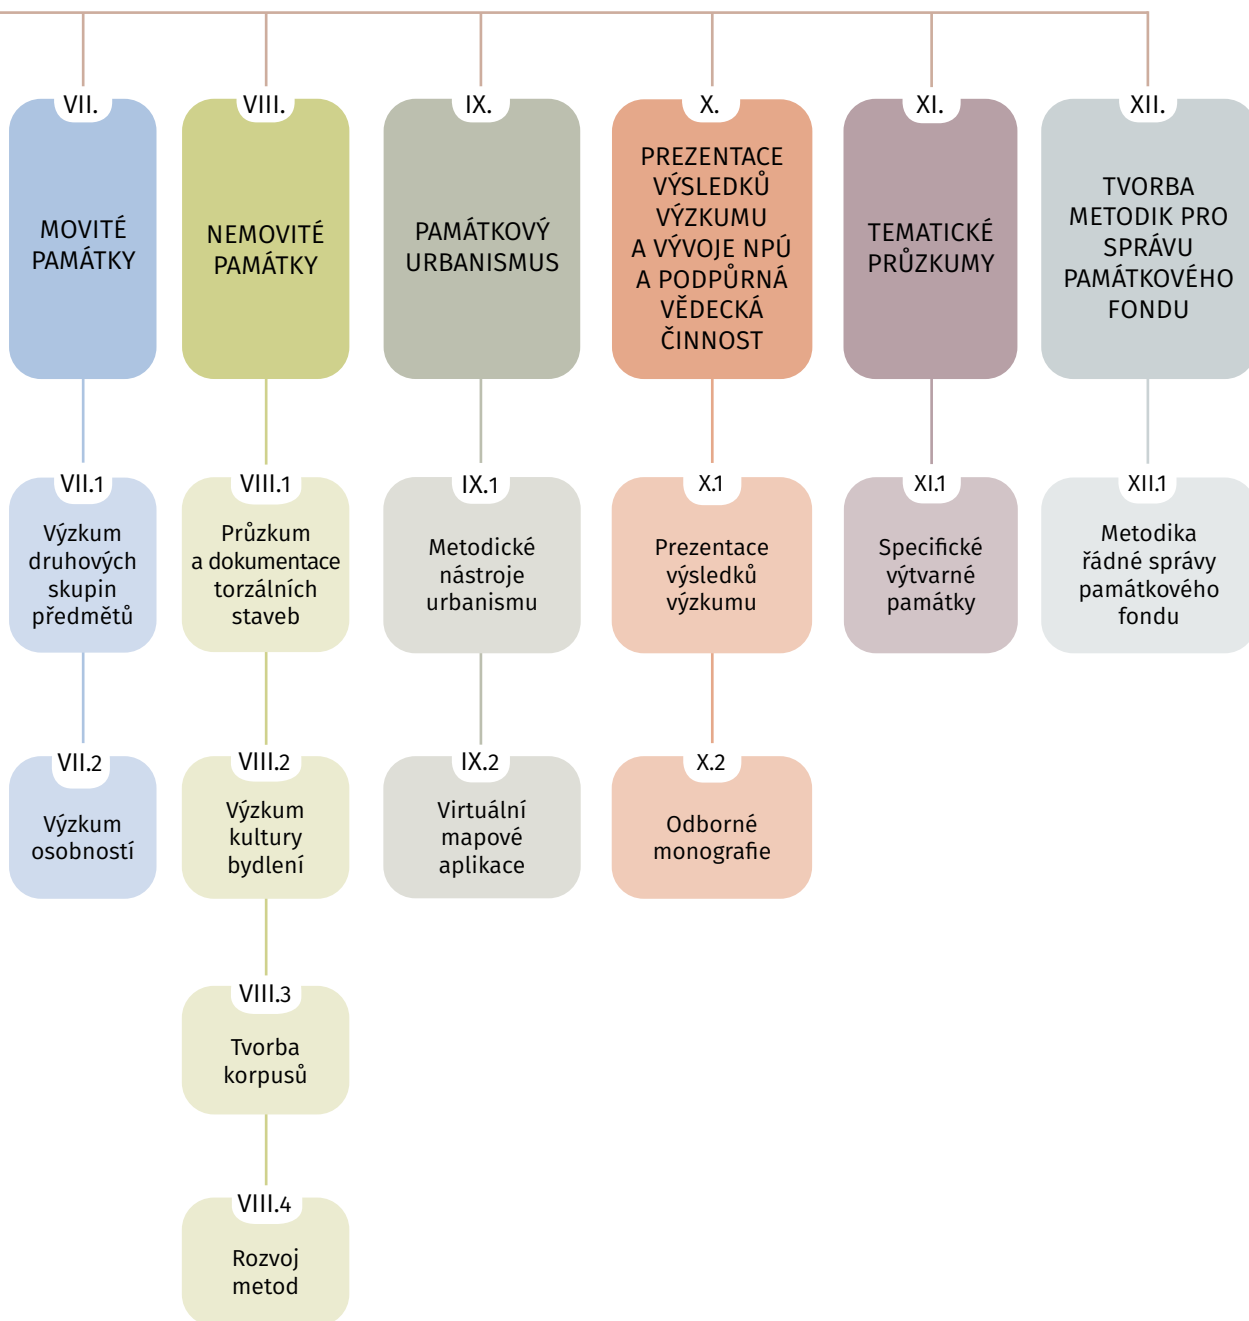 VII.
MOVITÉ
PAMÁTKY
VII.1
Výzkum
druhových
skupin
předmětů
VII.2
Výzkum
osobností
VIII.
NEMOVITÉ
PAMÁTKY
VIII.1
Průzkum
a dokumentace
torzálních
staveb
VIII.2
Výzkum
kultury
bydlení
VIII.3
Tvorba
korpusů
VIII.4
Rozvoj
metod
IX.
PAMÁTKOVÝ
URBANISMUS
IX.1
Metodické
nástroje
urbanismu
IX.2
Virtuální
mapové
aplikace
X.
PREZENTACE
VÝSLEDKŮ
VÝZKUMU
A VÝVOJE NPÚ
A PODPŮRNÁ
VĚDECKÁ
ČINNOST
X.1
Prezentace
výsledků
výzkumu
X.2
Odborné
monografie
XI.
TEMATICKÉ
PRŮZKUMY
XI.1
Specifické
výtvarné
památky
XII.
TVORBA
METODIK PRO
SPRÁVU
PAMÁTKOVÉHO
FONDU
XII.1
Metodika
řádné správy
památkového
fondu